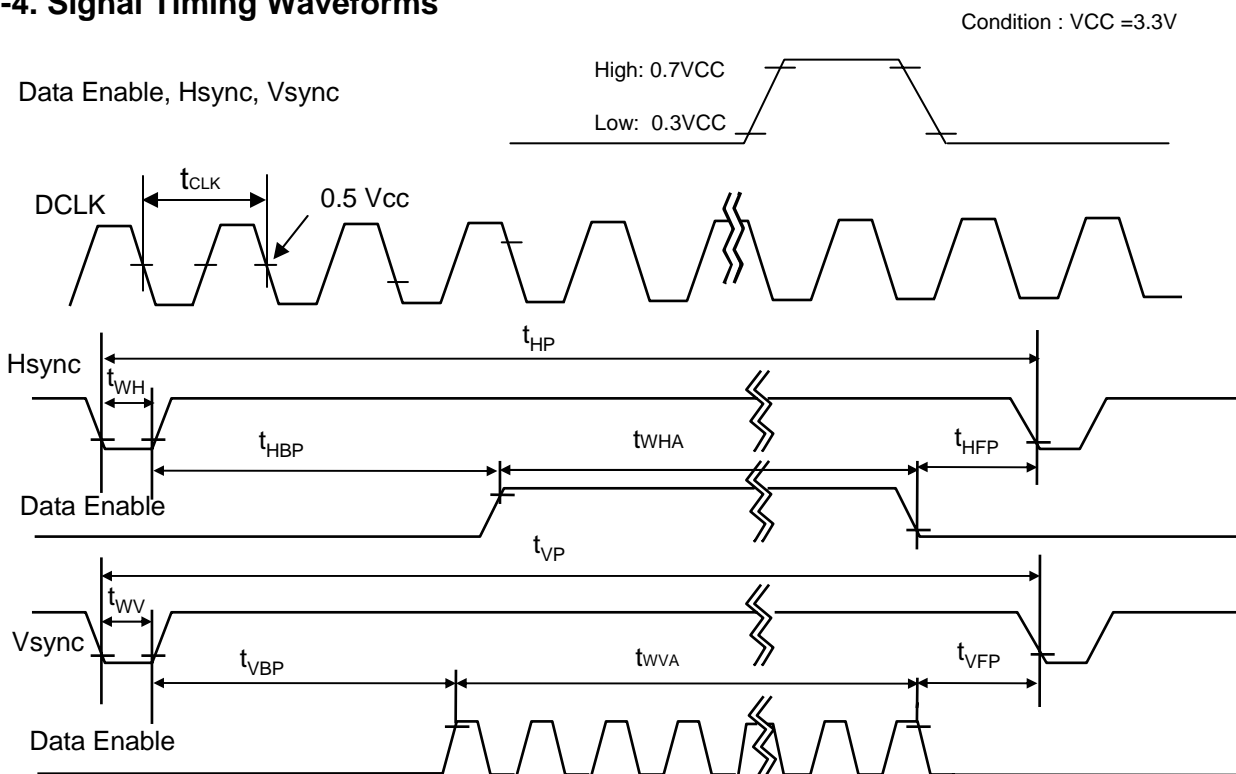 -4. Signal Timing Waveforms
Condition : VCC =3.3V
High: 0.7VCC
Data Enable, Hsync, Vsync
Low: 0.3VCC
tCLK
0.5 Vcc
DCLK
tHP
Hsync
tWH
tHBP
tWHA
tHFP
Data Enable
tVP
tWV
Vsync
tVBP
tWVA
tVFP
Data Enable